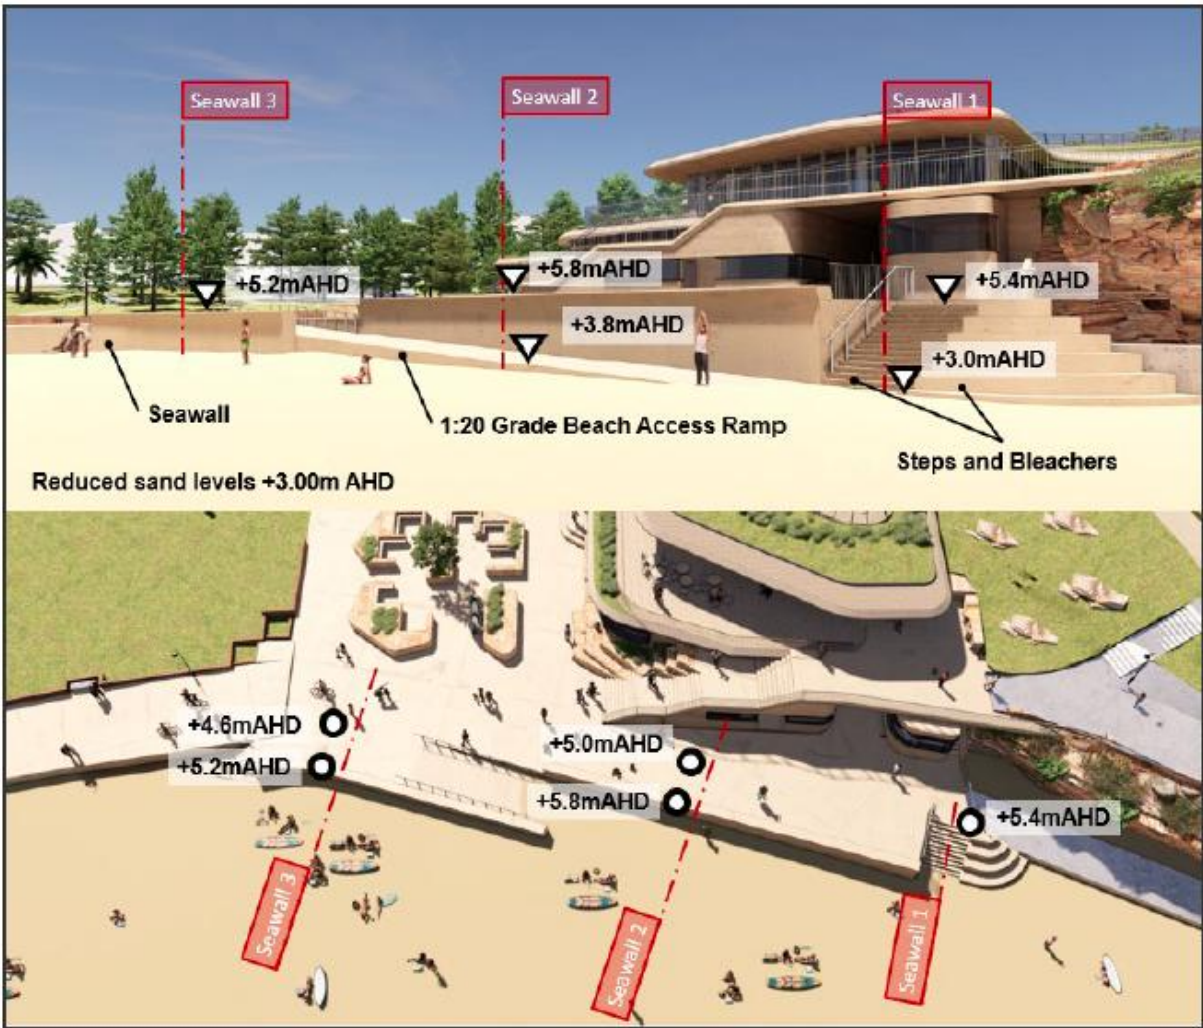 Seawall 3
Seawall 2
Seawall 1
+5.2mAHD
+5.8mAHD
+5.4mAHD
+3.8mAHD
+3.0mAHD
Seawall
1:20 Grade Beach Access Ramp
Steps and Bleachers
Reduced sand levels +3.00m AHD
+4.6mAHD
+5.2mAHD
+5.0mAHD
+5.8mAHD
+5.4mAHD
Seawall 3
Seawall 2
Seawall 1